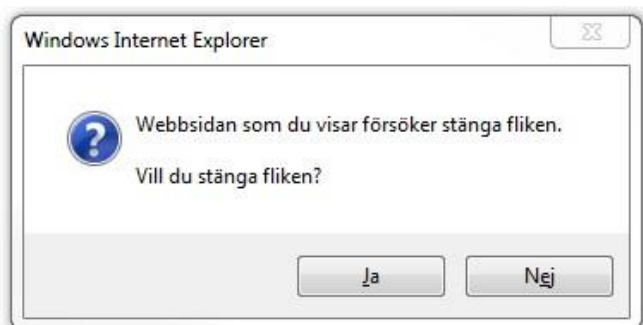 Windows Internet Explorer
Webbsidan som du visar försöker stänga fliken.
Vill du stänga fliken?
Ja
Nej